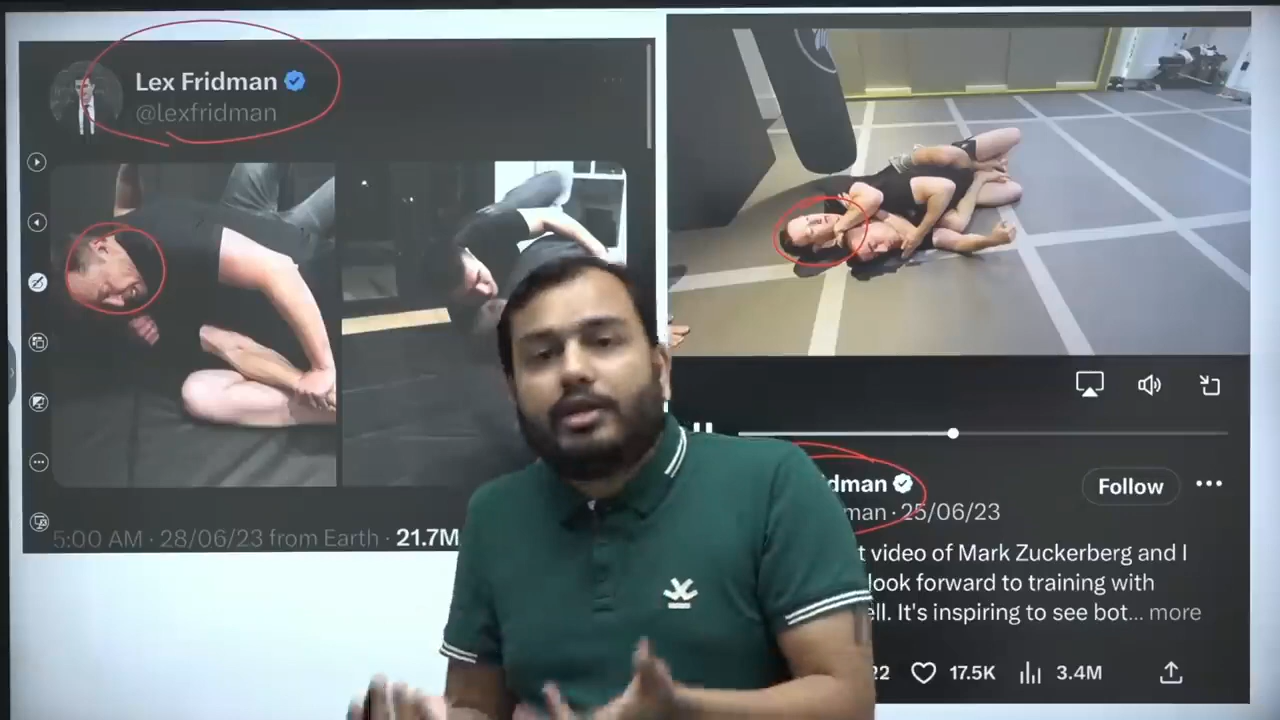 Lex Fridman
@lexfridman
5:00 AM · 28/06/23 from Earth · 21.7M
dman
man · 25/06/23
Follow
t video of Mark Zuckerberg and I
look forward to training with
ell. It's inspiring to see bot... more
22 17.5K 3.4M